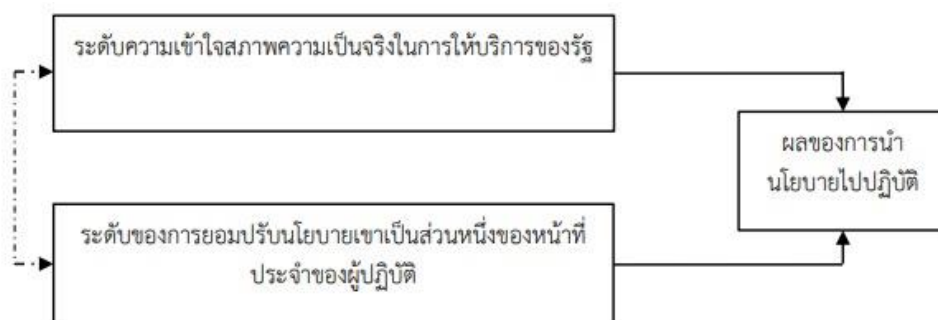 ระดับความเข้าใจสภาพความเป็นจริงในการให้บริการของรัฐ
ผลของการนำ
นโยบายไปปฏิบัติ
ระดับของการยอมปรับนโยบายเขาเป็นส่วนหนึ่งของหน้าที่
ประจำของผู้ปฏิบัติ